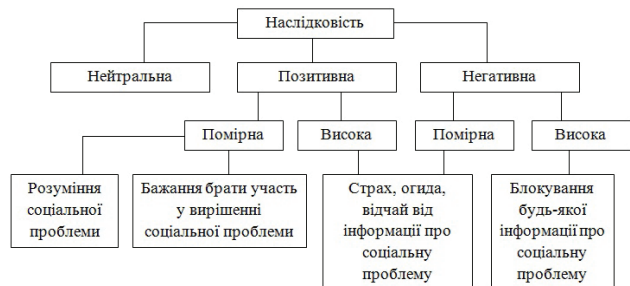 Наслідковість
Нейтральна
Позитивна
Негативна
Помірна
Висока
Помірна
Висока
Розуміння
соціальної
проблеми
Бажання брати участь
у вирішенні
соціальної проблеми
Страх, огида,
відчай від
інформації про
соціальну
проблему
Блокування
будь-якої
інформації про
соціальну
проблему